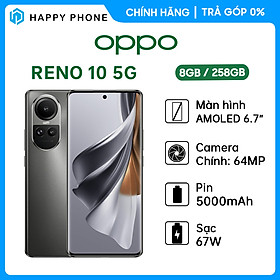 HAPPY PHONE
CHÍNH HÃNG | TRẢ GÓP 0%
oppo
RENO 10 5G
8GB / 258GB
Màn hình
AMOLED 6.7”
Camera
Chính: 64MP
Pin
5000mAh
Sạc
67W